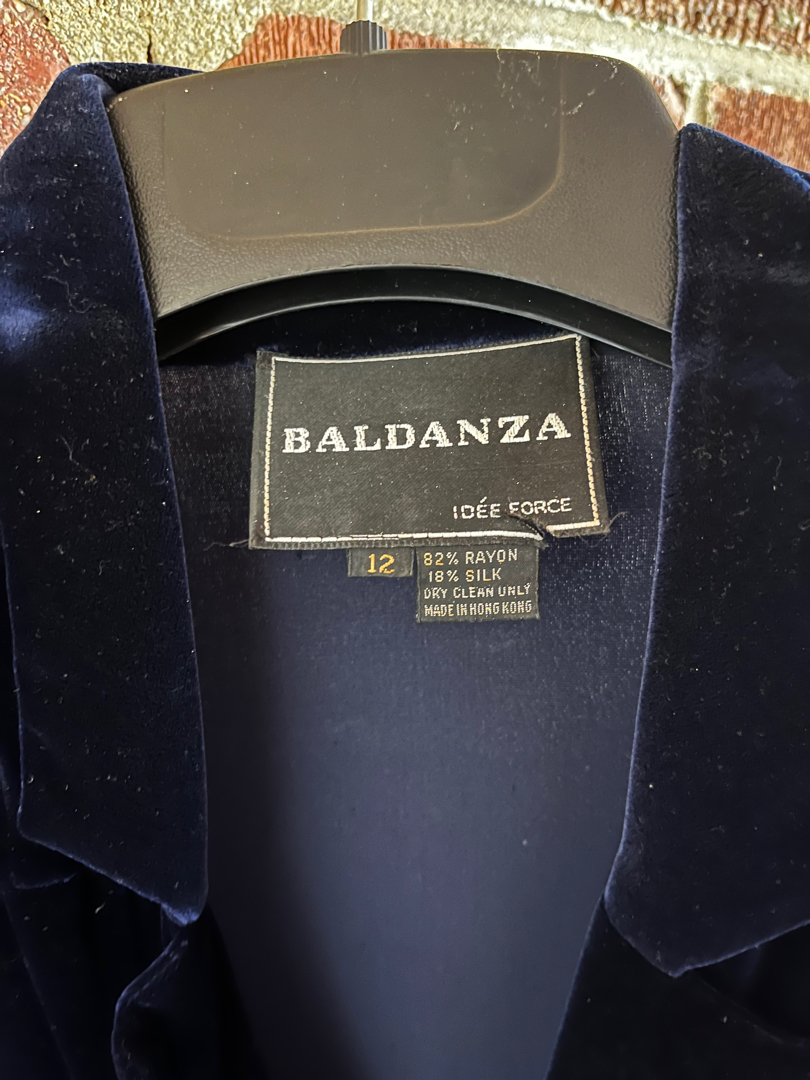 BALDANZA
IDÉE FORCE
12
82% RAYON
18% SILK
DRY CLEAN ONLY
MADE IN HONG KONG